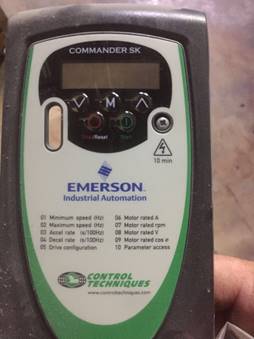 COMMANDER SK
M
Stop/Reset
Start
10 min
EMERSON
Industrial Automation
01 Minimum speed (Hz)
02 Maximum speed (Hz)
03 Accel rate (s/100Hz)
04 Decel rate (s/100Hz)
05 Drive configuration
06 Motor rated A
07 Motor rated rpm
08 Motor rated V
09 Motor rated cos ø
10 Parameter access
CONTROL
TECHNIQUES
www.controltechniques.com